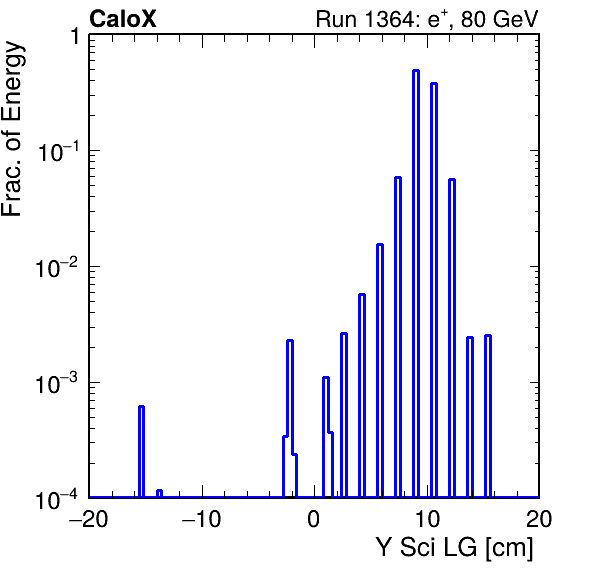 CaloX Run 1364: e⁺, 80 GeV
Frac. of Energy
1
10⁻¹
10⁻²
10⁻³
10⁻⁴
−20 −10 0 10 20
Y Sci LG [cm]